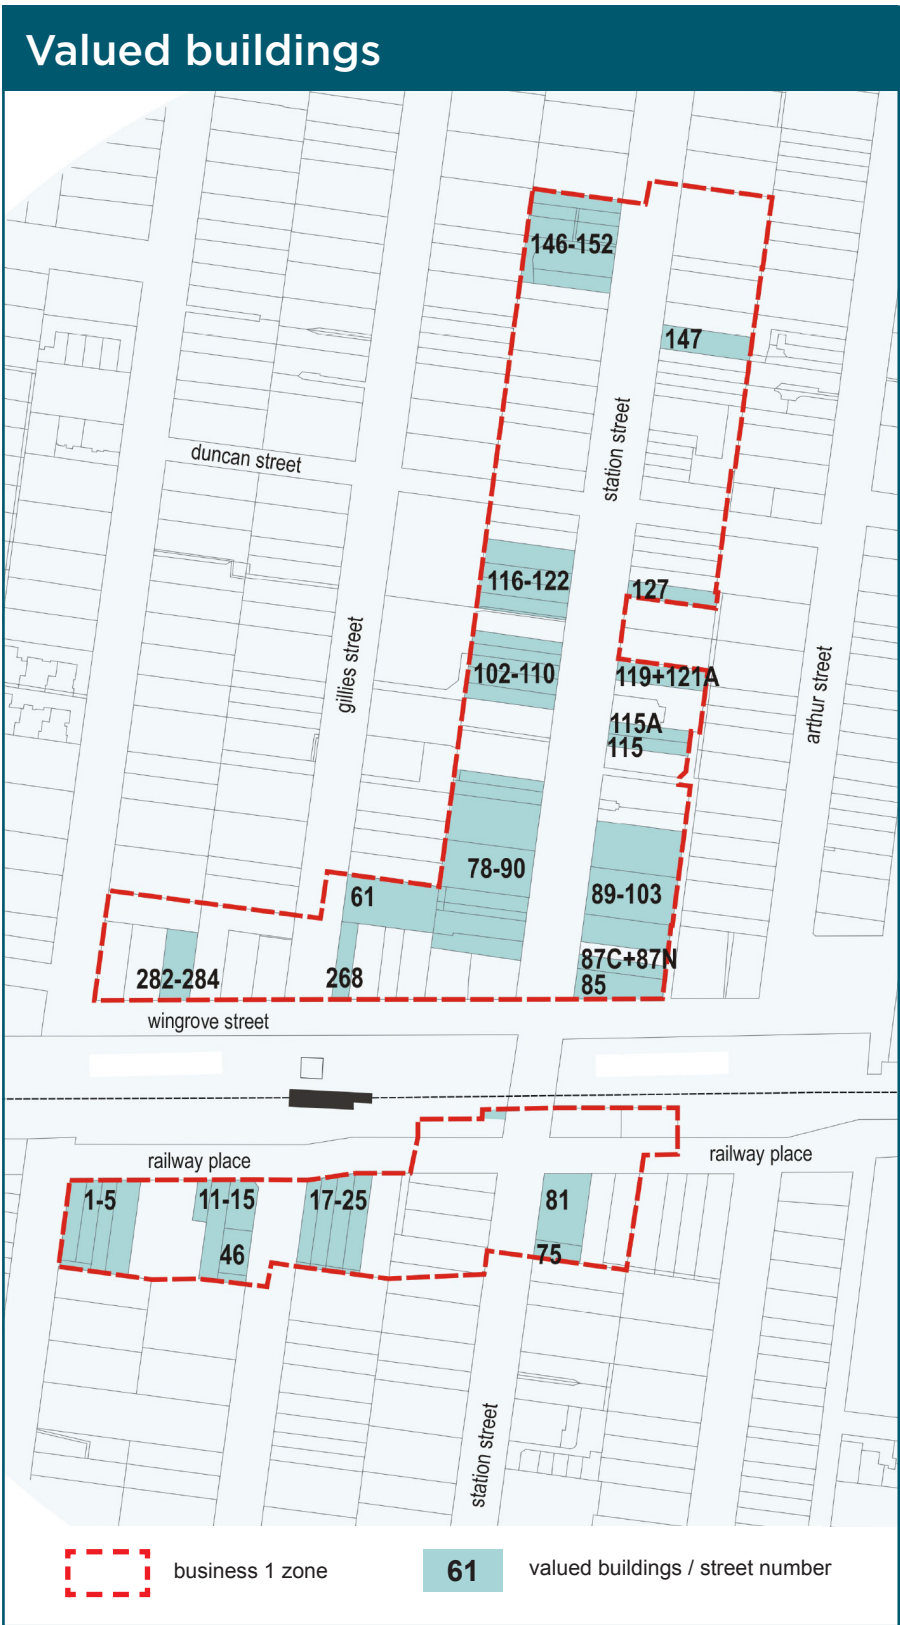 Valued buildings
146-152
147
station street
duncan street
116-122
127
gillies street
102-110
119+121A
arthur street
115A
115
78-90
61
89-103
87C+87N
282-284
268
85
wingrove street
railway place
railway place
1-5
11-15
17-25
81
46
75
station street
business 1 zone
61
valued buildings / street number